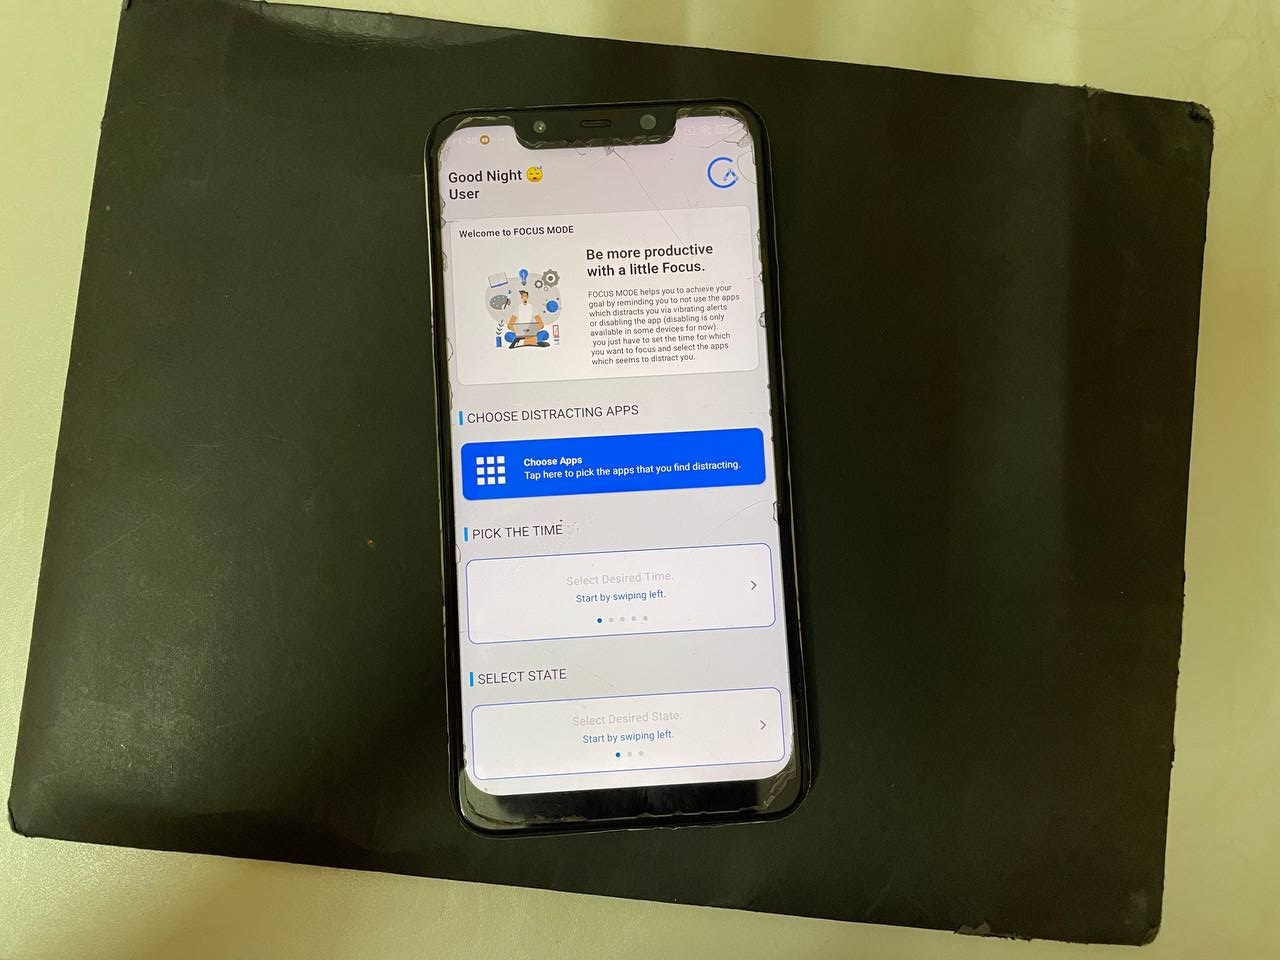 11:40
Good Night 😴
User
Welcome to FOCUS MODE
Be more productive
with a little Focus.
FOCUS MODE helps you to achieve your
goal by reminding you to not use the apps
which distracts you via vibrating alerts
or disabling the app (disabling is only
available in some devices for now).
you just have to set the time for which
you want to focus and select the apps
which seems to distract you.
CHOOSE DISTRACTING APPS
Choose Apps
Tap here to pick the apps that you find distracting.
PICK THE TIME
Select Desired Time.
Start by swiping left.
SELECT STATE
Select Desired State.
Start by swiping left.